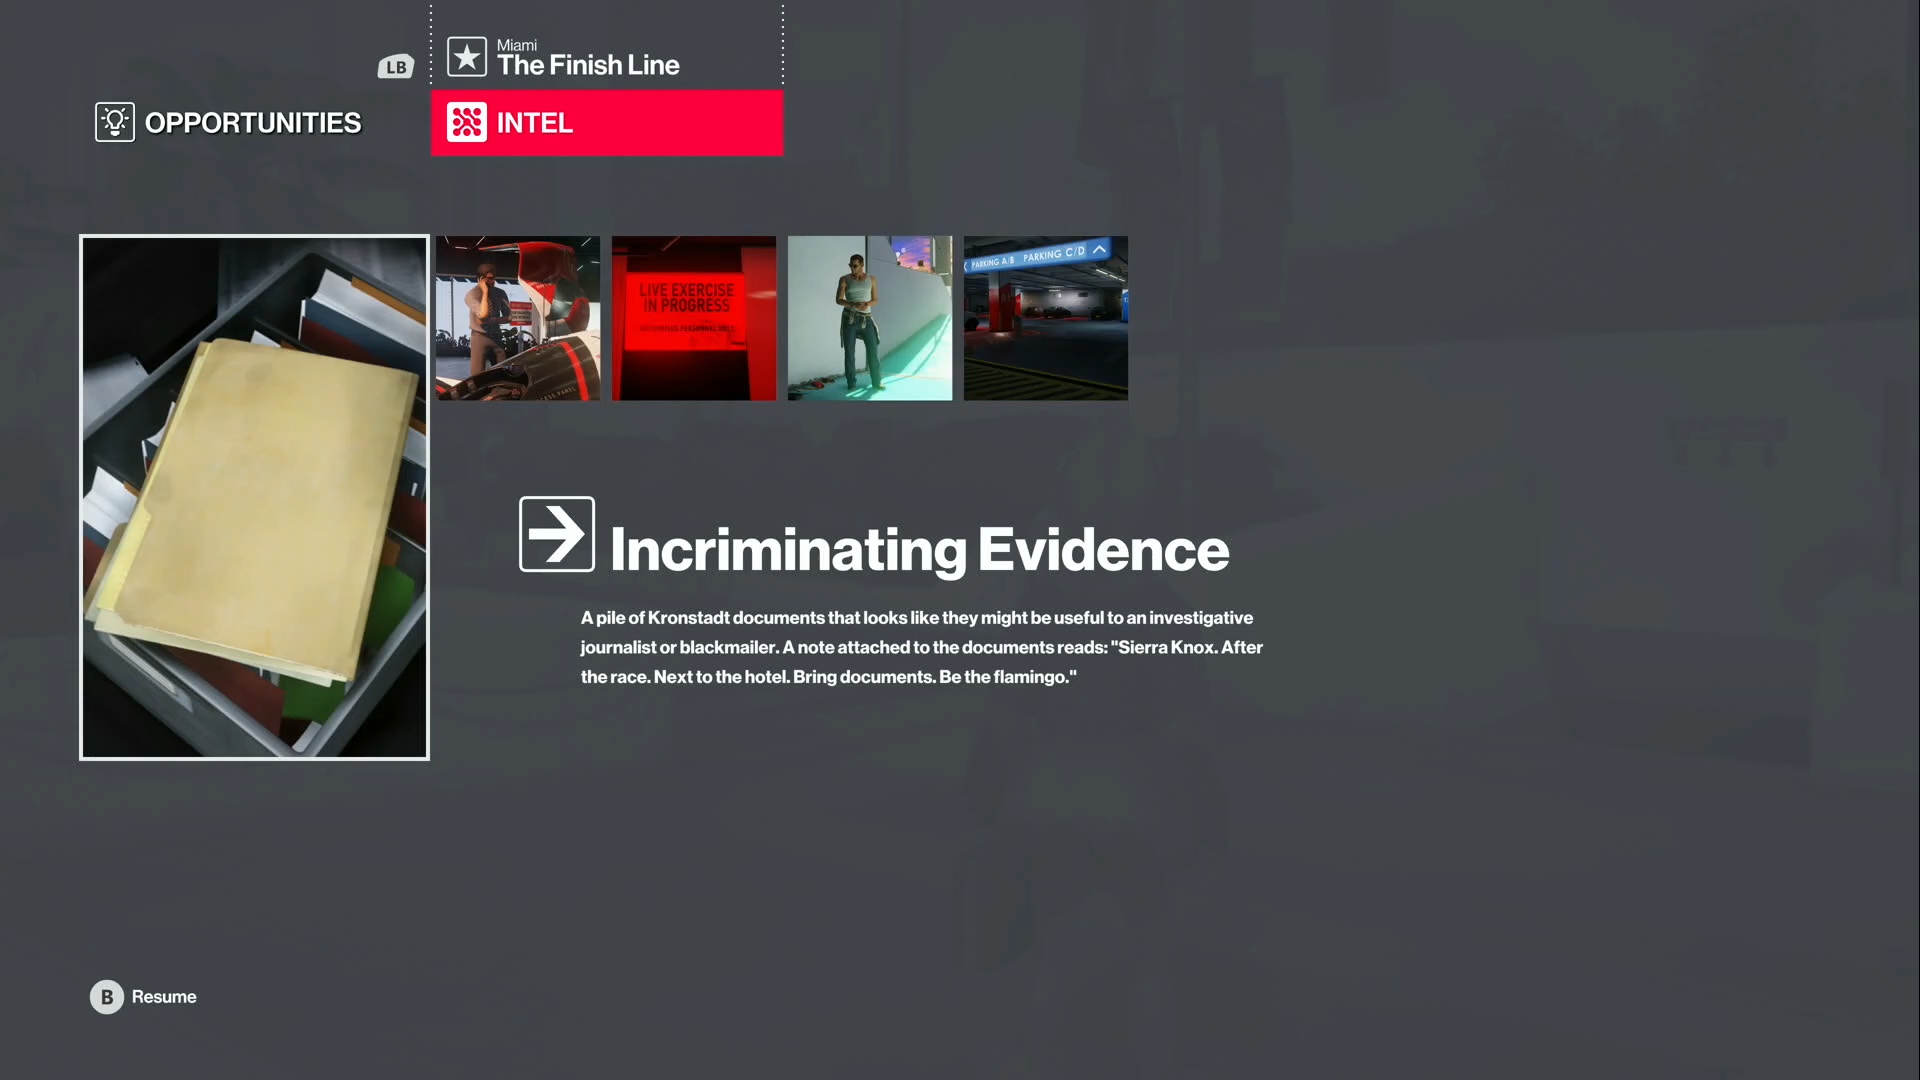 Miami
LB
The Finish Line
OPPORTUNITIES
INTEL
LIVE EXERCISE
IN PROGRESS
PARKING A/B PARKING C/D
Incriminating Evidence
A pile of Kronstadt documents that looks like they might be useful to an investigative
journalist or blackmailer. A note attached to the documents reads: "Sierra Knox. After
the race. Next to the hotel. Bring documents. Be the flamingo."
B Resume